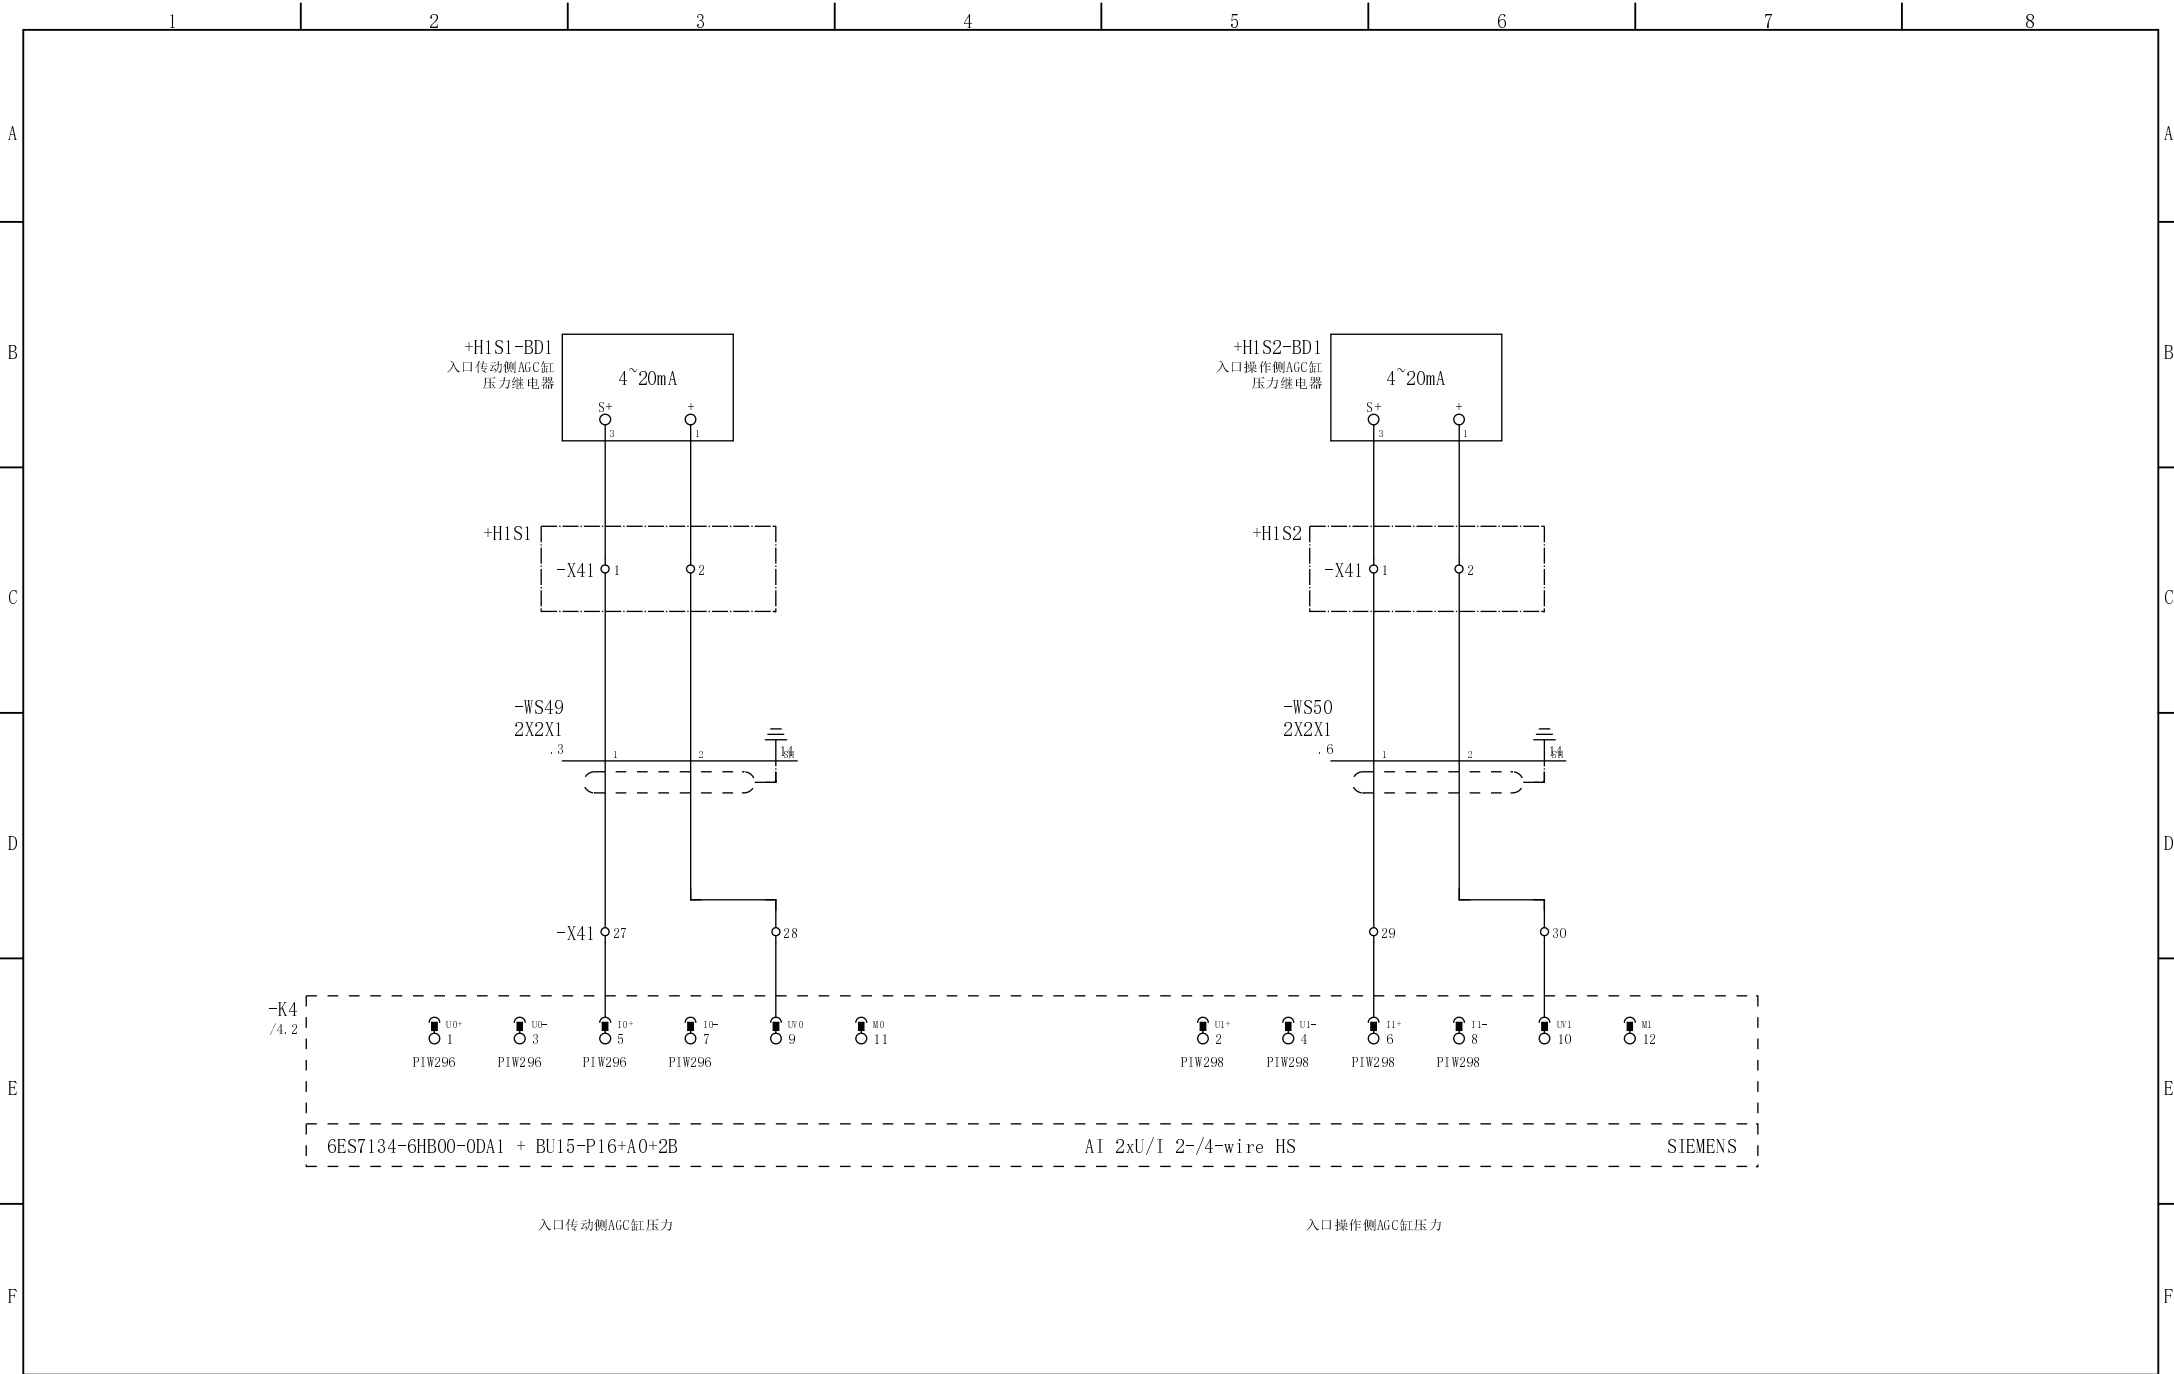 1 2 3 4 5 6 7 8
A A
B B
+H1S1-BD1
入口传动侧AGC缸
压力继电器
4~20mA
S+ +
3 1
+H1S2-BD1
入口操作侧AGC缸
压力继电器
4~20mA
S+ +
3 1
+H1S1
-X41 1 2
+H1S2
-X41 1 2
C C
-WS49
2X2X1
.3 1 2 14 SH
-WS50
2X2X1
.6 1 2 14 SH
D D
-X41 27 28 29 30
-K4
/4.2
U0+ U0- I0+ I0- UV0 M0 U1+ U1- I1+ I1- UV1 M1
1 3 5 7 9 11 2 4 6 8 10 12
PIW296 PIW296 PIW296 PIW296 PIW298 PIW298 PIW298 PIW298
E E
6ES7134-6HB00-0DA1 + BU15-P16+A0+2B AI 2xU/I 2-/4-wire HS SIEMENS
入口传动侧AGC缸压力 入口操作侧AGC缸压力
F F